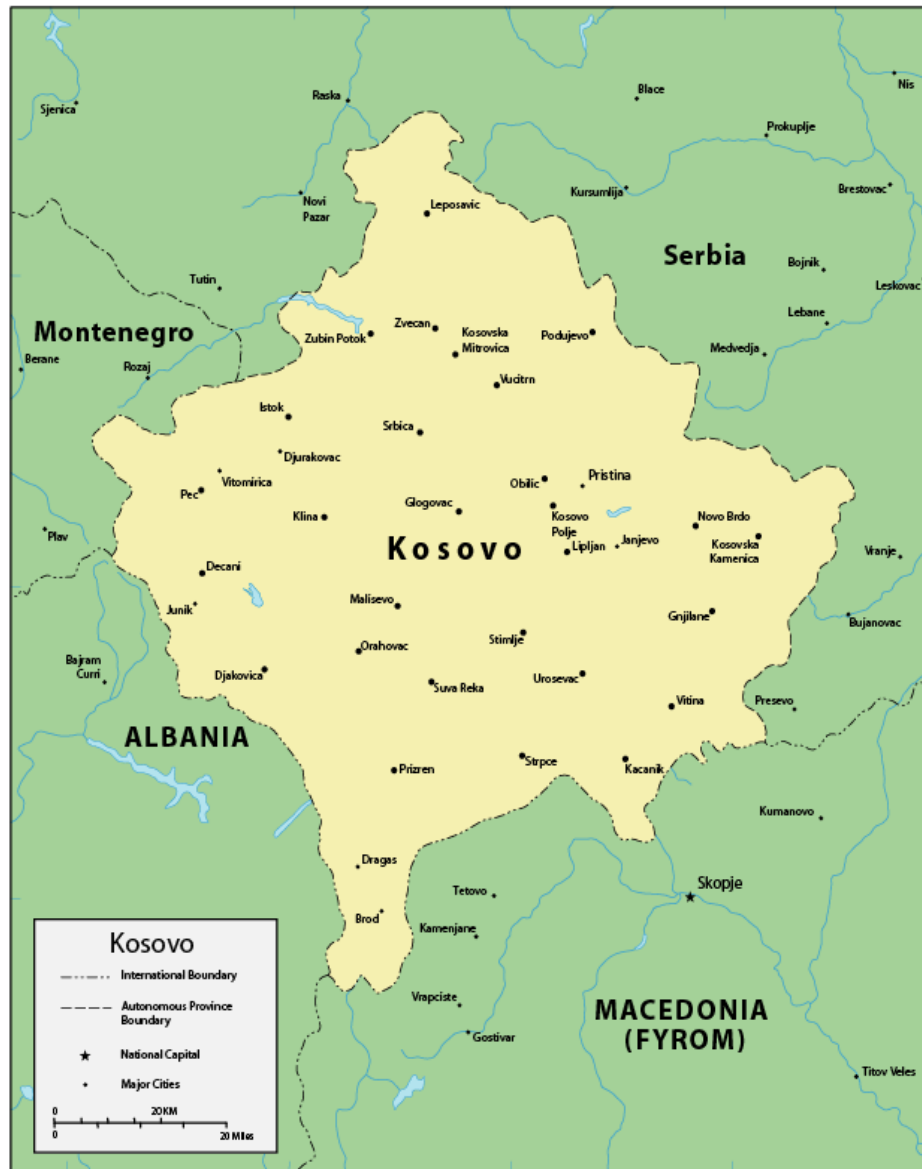 Blace
Nis
Raska
Sjenica
Prokuplje
Kursumlija
Brestovac
Novi
Pazar
Leposavic
Serbia
Bojnik
Tutin
Leskovac
Lebane
Montenegro
Zvecan
Zubin Potok
Kosovska
Mitrovica
Podujevo
Medvedja
Berane
Rozaj
Vucitrn
Istok
Srbica
Djurakovac
Vitomirica
Pec
Obilic
Pristina
Glogovac
Klina
Kosovo
Polje
Novo Brdo
Plav
Kosovo
Lipljan
Janjevo
Kosovska
Kamenica
Vranje
Decani
Junik
Malisevo
Gnjilane
Bujanovac
Stimlje
Orahovac
Bajram
Curri
Djakovica
Suva Reka
Urosevac
Vitina
Presevo
ALBANIA
Prizren
Strpce
Kacanik
Kumanovo
Dragas
Tetovo
Skopje
Brod
Kamenjane
Vrapciste
Gostivar
MACEDONIA
(FYROM)
Titov Veles
Kosovo
International Boundary
Autonomous Province
Boundary
National Capital
Major Cities
0 20 KM
0 20 Miles